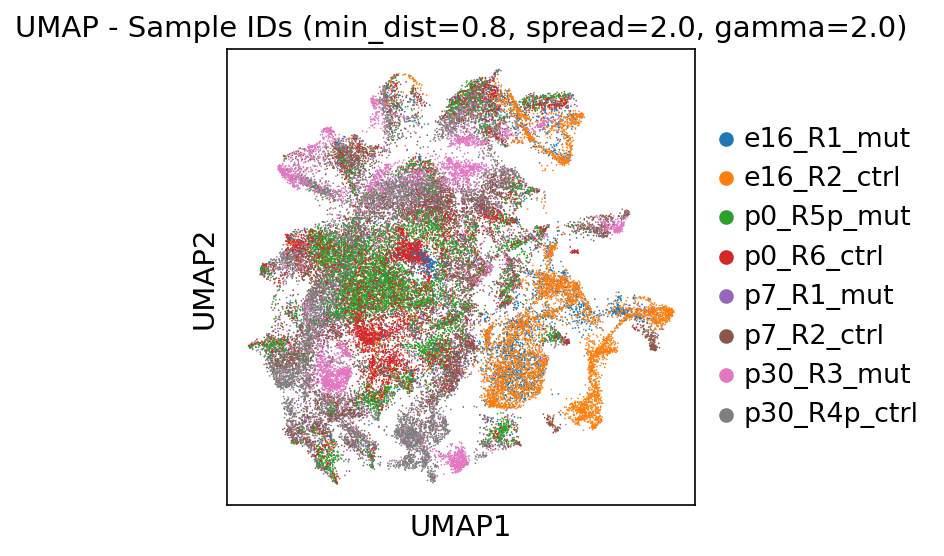 UMAP - Sample IDs (min_dist=0.8, spread=2.0, gamma=2.0)
UMAP2
e16_R1_mut
e16_R2_ctrl
p0_R5p_mut
p0_R6_ctrl
p7_R1_mut
p7_R2_ctrl
p30_R3_mut
p30_R4p_ctrl
UMAP1